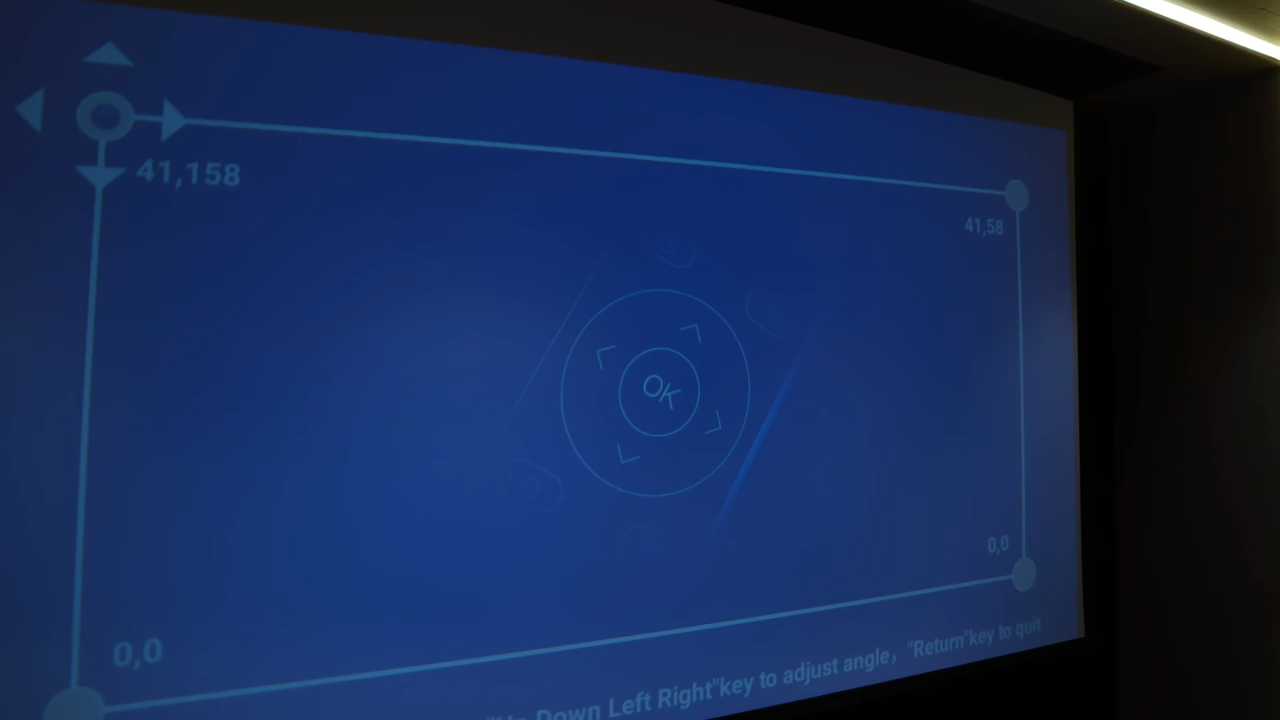 41,158
41,58
OK
0,0
0,0
Down Left Right"key to adjust angle, "Return"key to quit